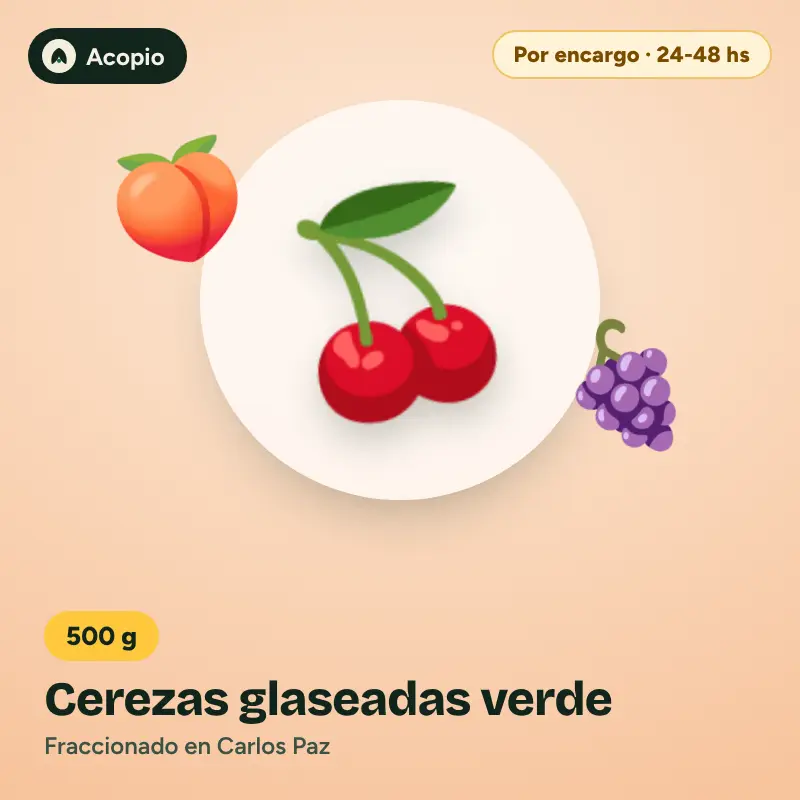 Acopio
Por encargo · 24-48 hs
500 g
Cerezas glaseadas verde
Fraccionado en Carlos Paz